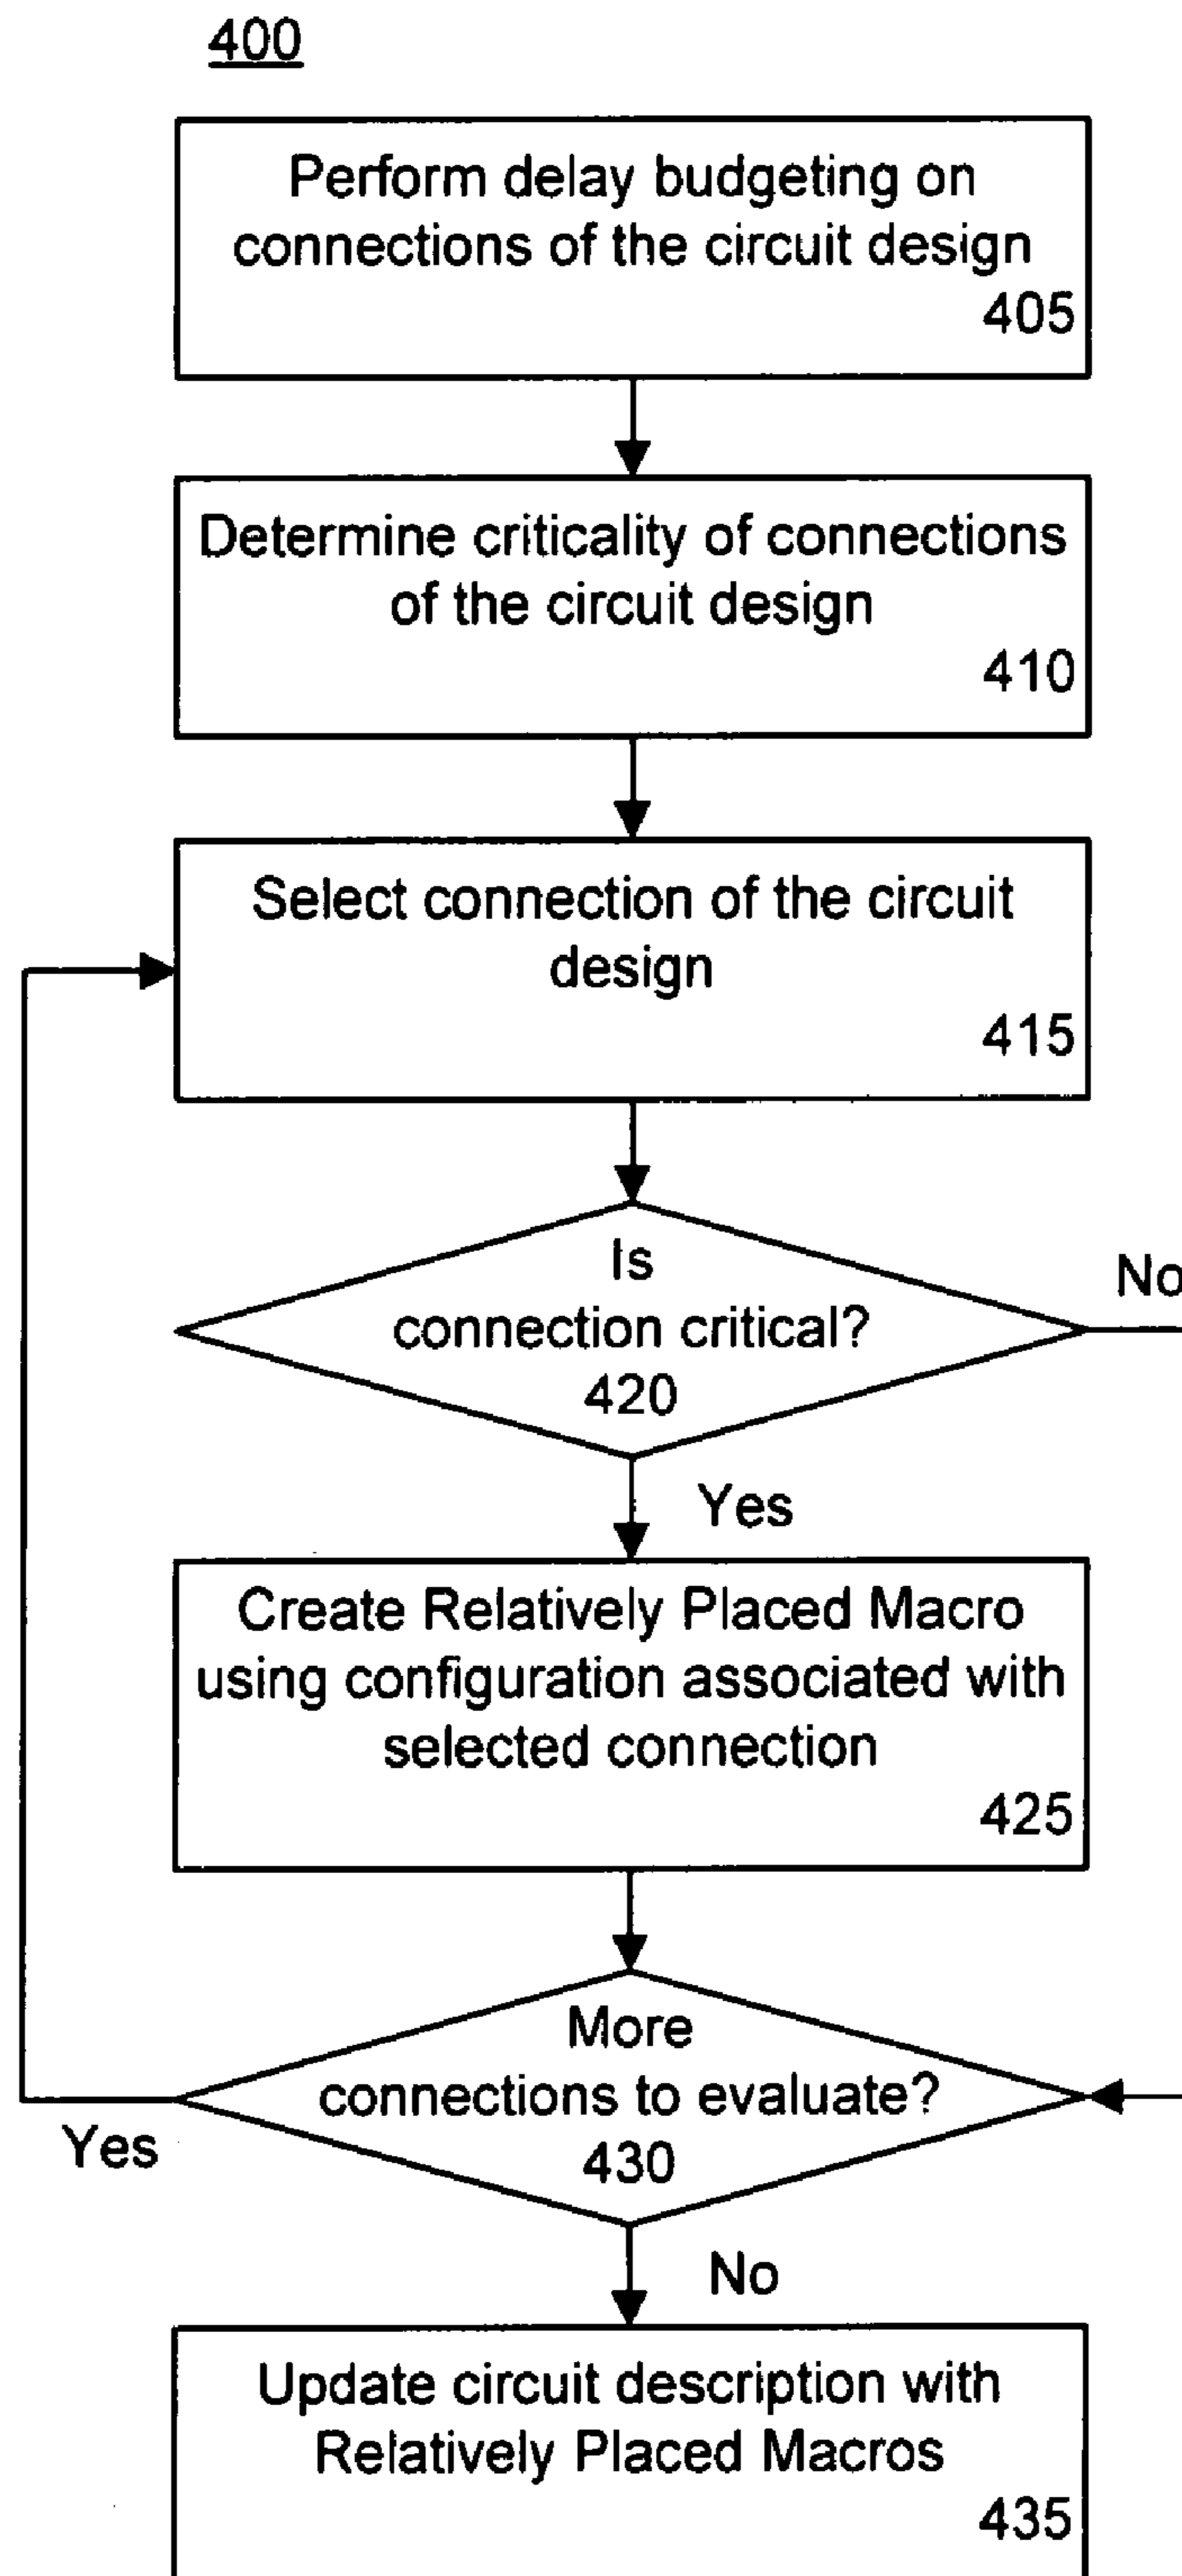 400
Perform delay budgeting on
connections of the circuit design
405
Determine criticality of connections
of the circuit design
410
Select connection of the circuit
design
415
Is
connection critical?
420
No
Yes
Create Relatively Placed Macro
using configuration associated with
selected connection
425
More
connections to evaluate?
430
Yes
No
Update circuit description with
Relatively Placed Macros
435